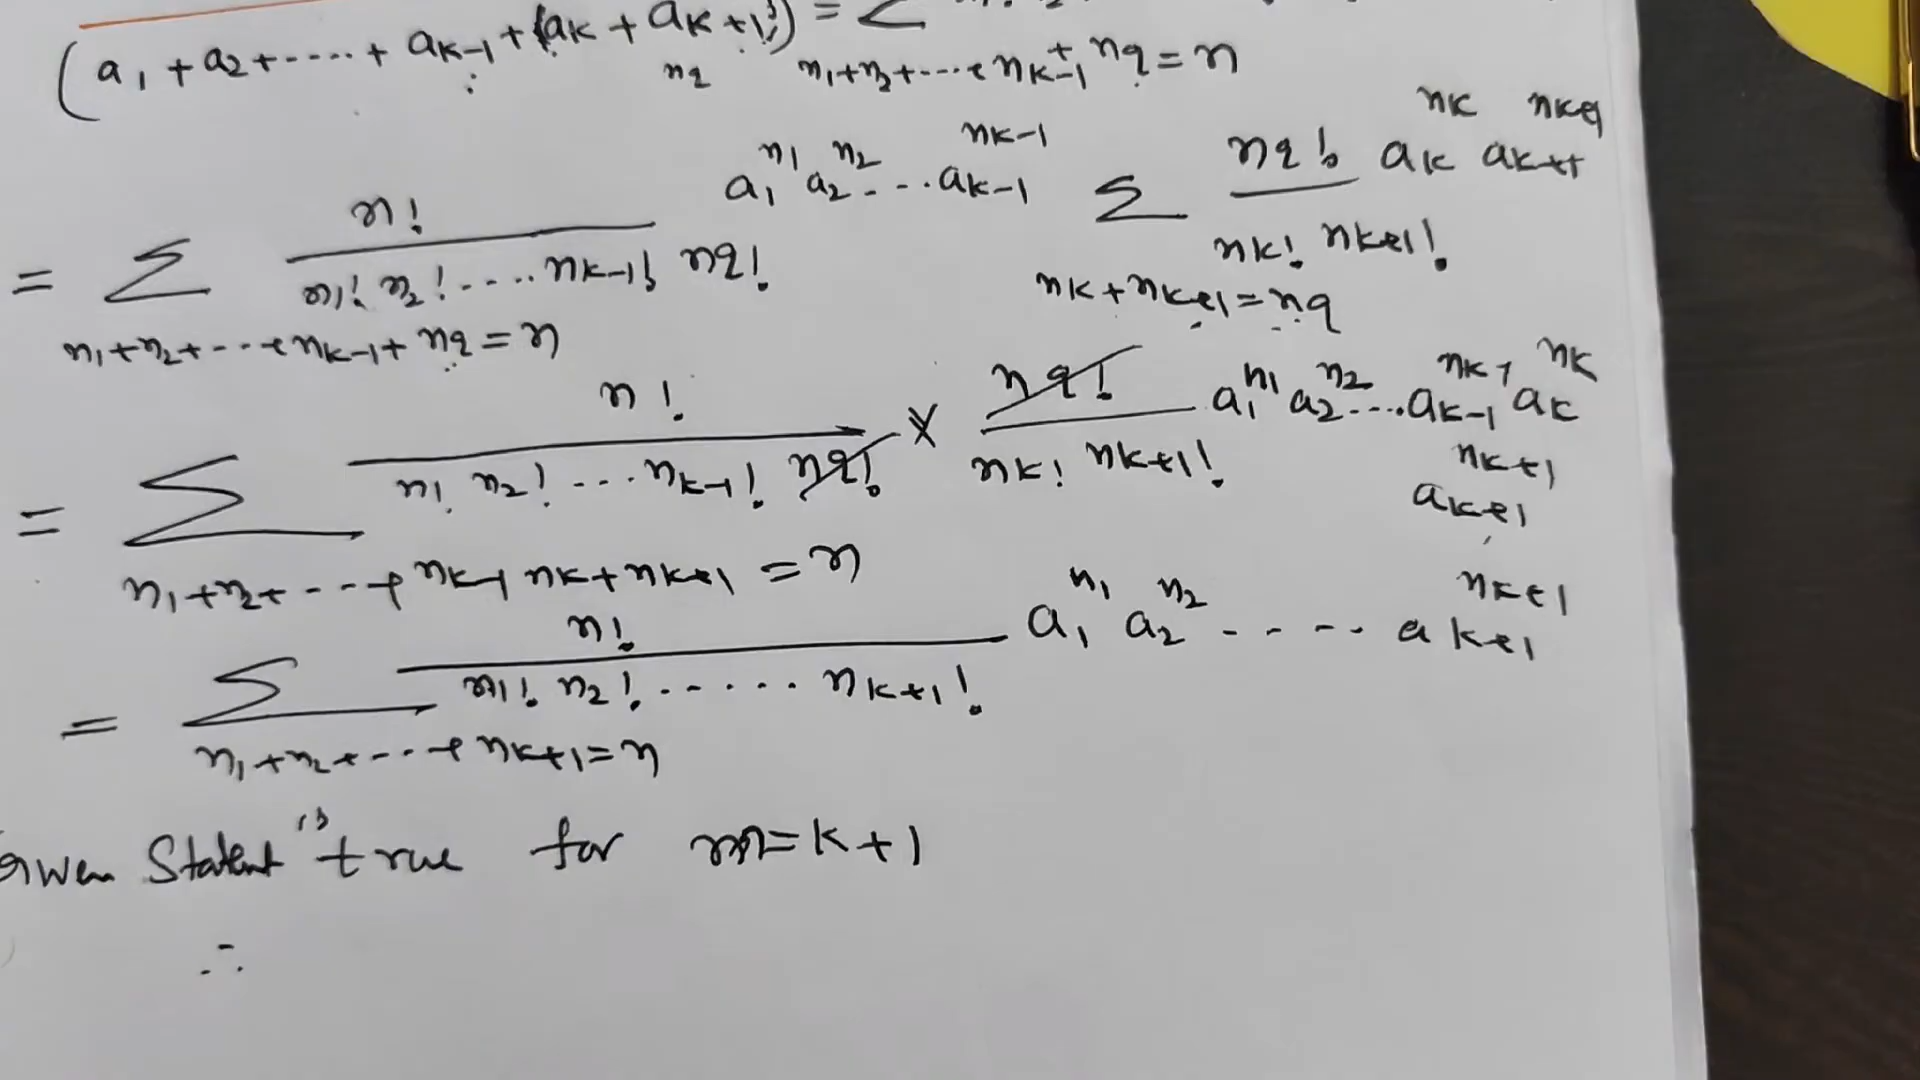 (a1 + a2 + ..... + ak-1 + (ak + ak+1)) = Σ
n2 n1+n2+....+nk-1 + nq = n
= Σ n! / n1! n2! ..... nk-1! nq! a1^n1 a2^n2 .... ak-1^nk-1 Σ nq! / nk! nk+1! ak^nk ak+1^nk+1
n1+n2+....+nk-1+nq = n nk+nk+1 = nq
= Σ n! / n1! n2! .... nk-1! nq! × nq! / nk! nk+1! a1^n1 a2^n2 .... ak-1^nk-1 ak^nk
ak+1^nk+1
n1+n2+....+nk-1 nk+nk+1 = n
= Σ n! / n1! n2! ..... nk+1! a1^n1 a2^n2 .... ak+1^nk+1
n1+n2+....+nk+1 = n
Statent is true for m=k+1
∴